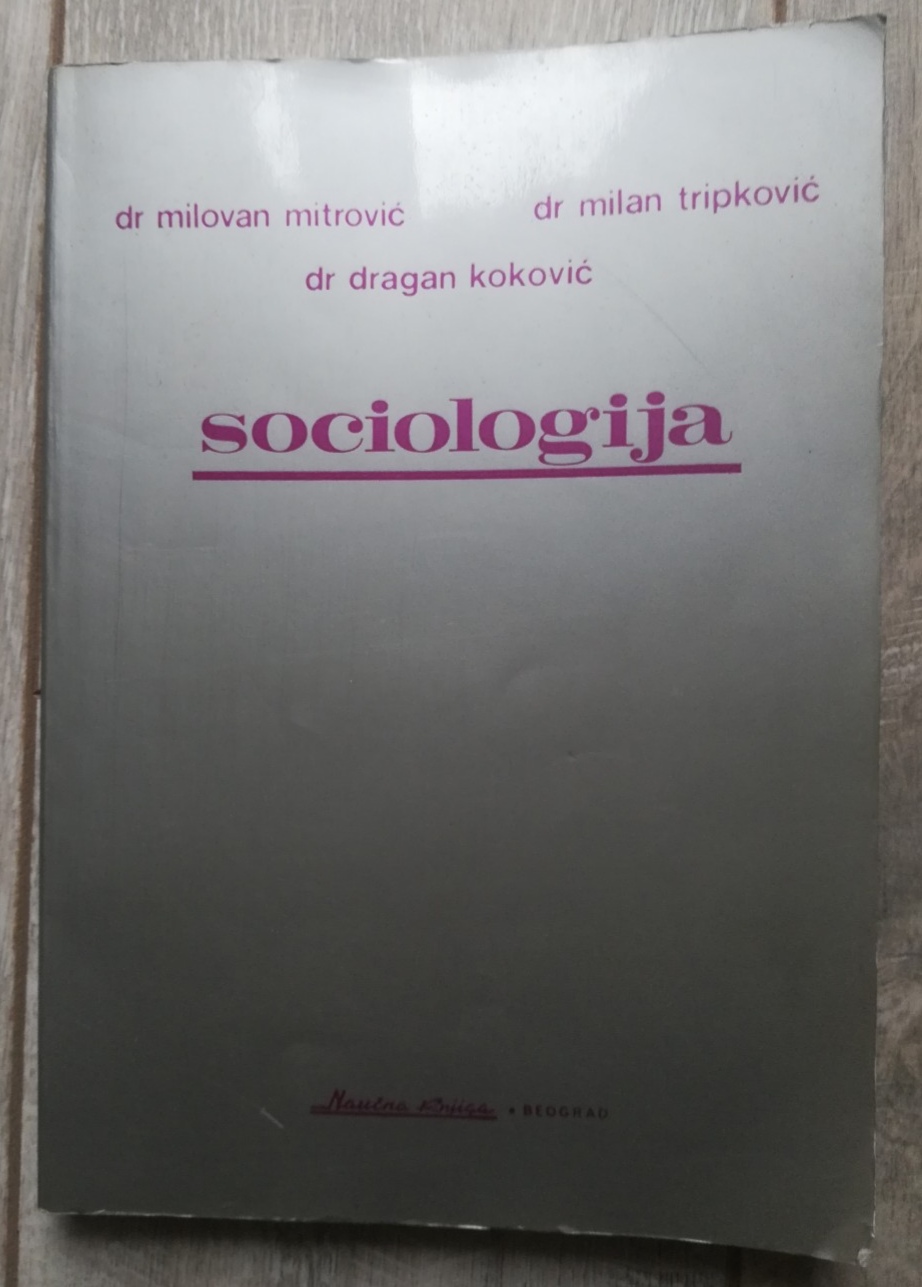 dr milovan mitrović dr milan tripković
dr dragan koković
sociologija
Naučna Knjiga • BEOGRAD